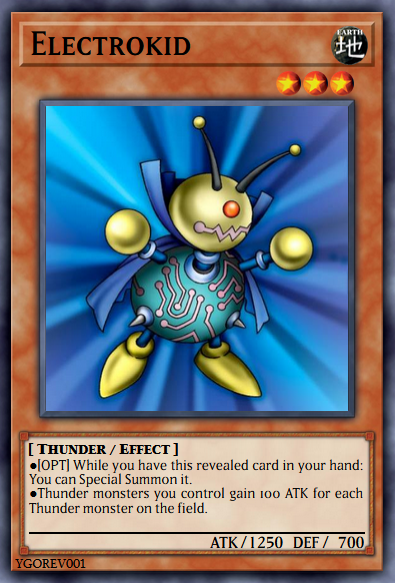 Electrokid
EARTH
地
[ Thunder / Effect ]
●[OPT] While you have this revealed card in your hand:
You can Special Summon it.
●Thunder monsters you control gain 100 ATK for each
Thunder monster on the field.
ATK/1250 DEF/ 700
YGOREV001